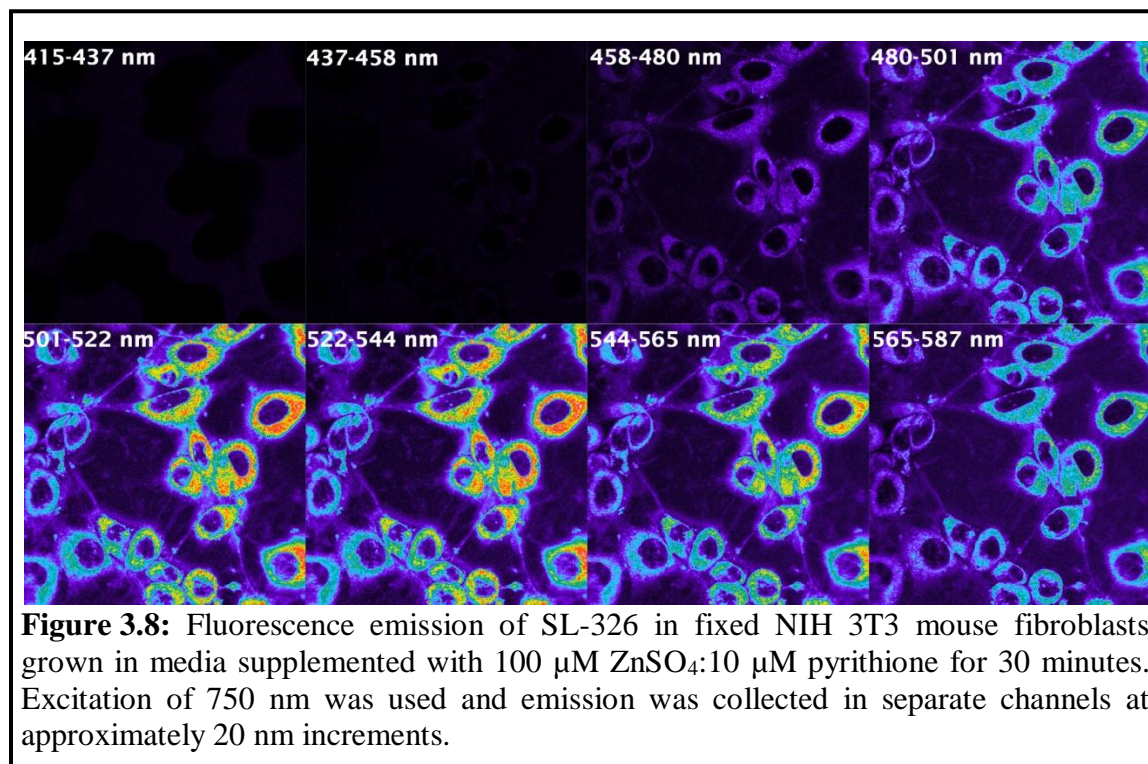 415-437 nm 437-458 nm 458-480 nm 480-501 nm
501-522 nm 522-544 nm 544-565 nm 565-587 nm
Figure 3.8: Fluorescence emission of SL-326 in fixed NIH 3T3 mouse fibroblasts
grown in media supplemented with 100 µM ZnSO₄:10 µM pyrithione for 30 minutes.
Excitation of 750 nm was used and emission was collected in separate channels at
approximately 20 nm increments.